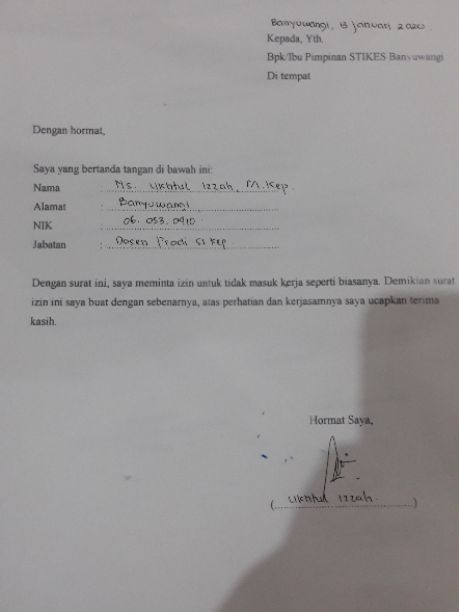 Banyuwangi, 13 Januari 2020
Kepada, Yth.
Bpk/Ibu Pimpinan STIKES Banyuwangi
Di tempat
Dengan hormat,
Saya yang bertanda tangan di bawah ini:
Nama : Ns. Ukhtul Izzah, M.Kep.
Alamat : Banyuwangi
NIK : 06. 053. 0910
Jabatan : Dosen Prodi S1 Kep.
Dengan surat ini, saya meminta izin untuk tidak masuk kerja seperti biasanya. Demikian surat
izin ini saya buat dengan sebenarnya, atas perhatian dan kerjasamnya saya ucapkan terima
kasih.
Hormat Saya,
( Ukhtul Izzah. )